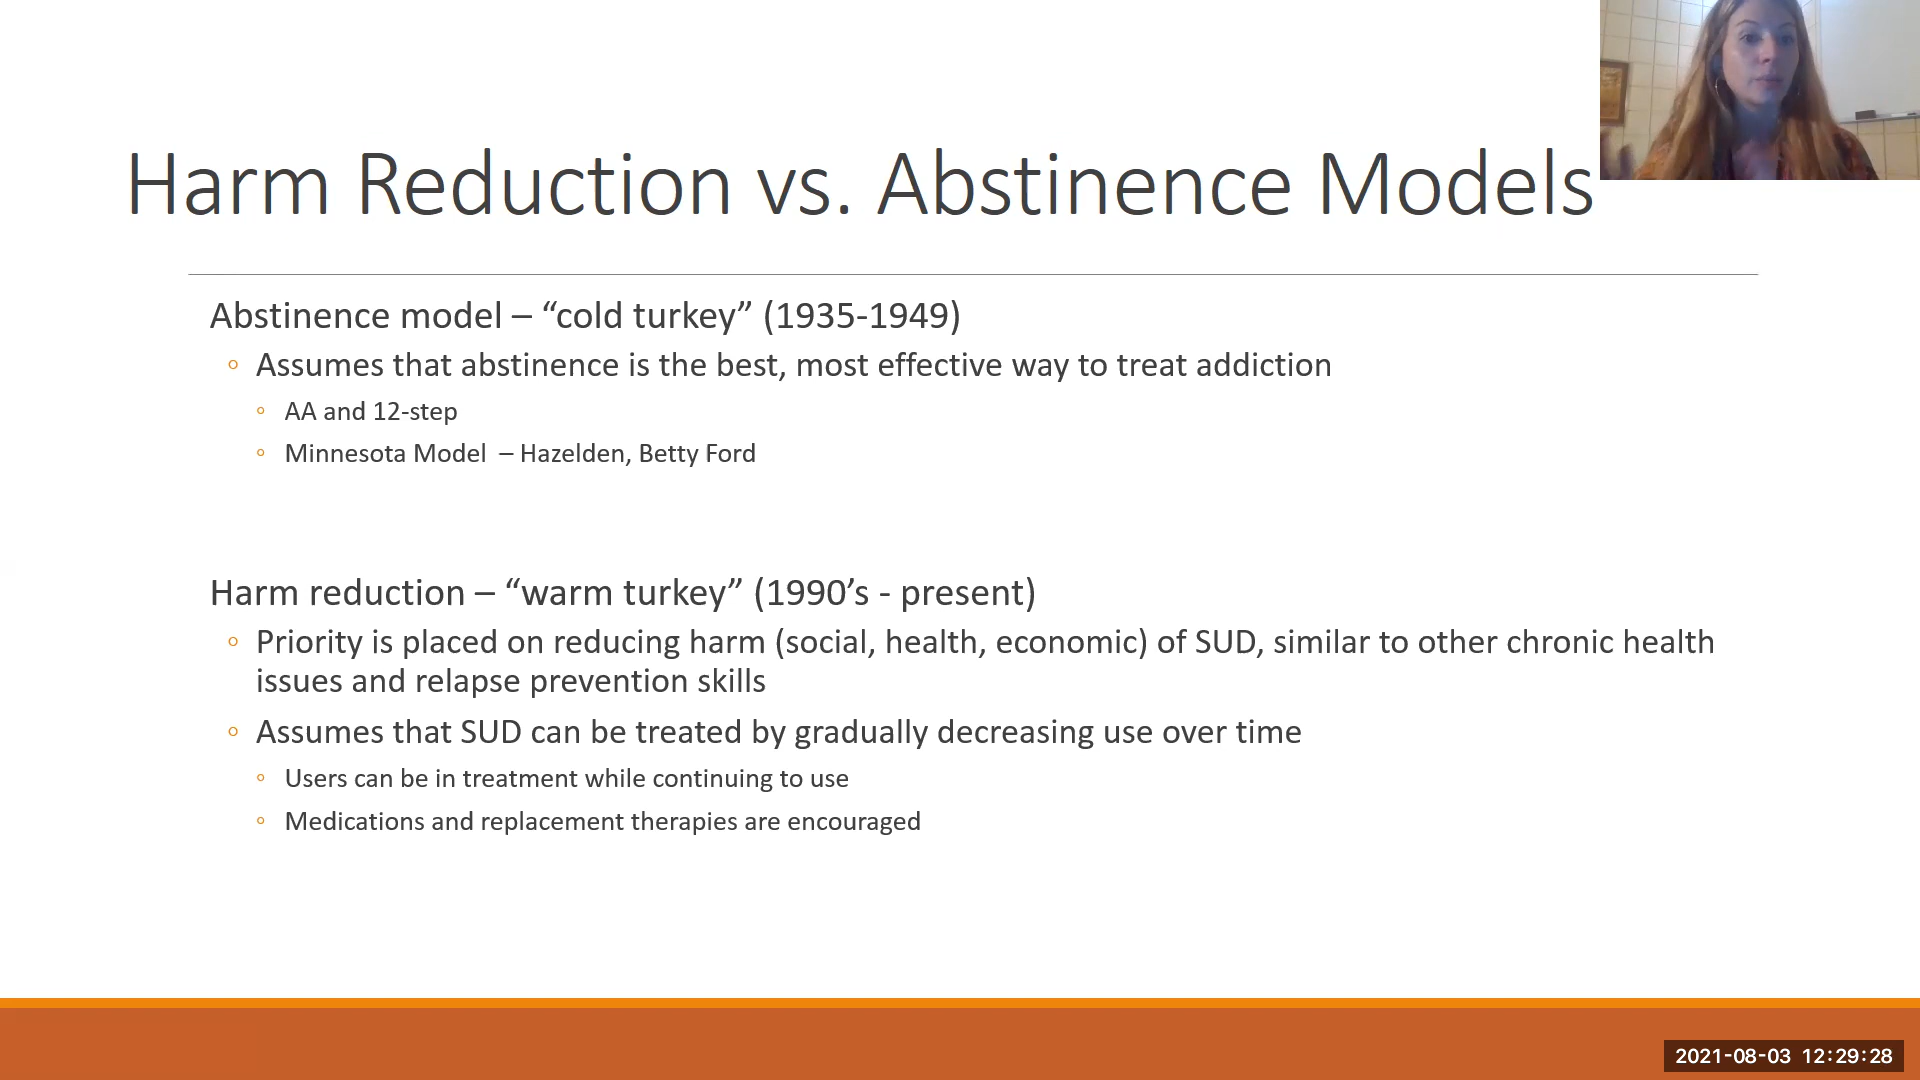 Harm Reduction vs. Abstinence Models
Abstinence model – “cold turkey” (1935-1949)
Assumes that abstinence is the best, most effective way to treat addiction
AA and 12-step
Minnesota Model – Hazelden, Betty Ford
Harm reduction – “warm turkey” (1990’s - present)
Priority is placed on reducing harm (social, health, economic) of SUD, similar to other chronic health
issues and relapse prevention skills
Assumes that SUD can be treated by gradually decreasing use over time
Users can be in treatment while continuing to use
Medications and replacement therapies are encouraged
2021-08-03 12:29:28